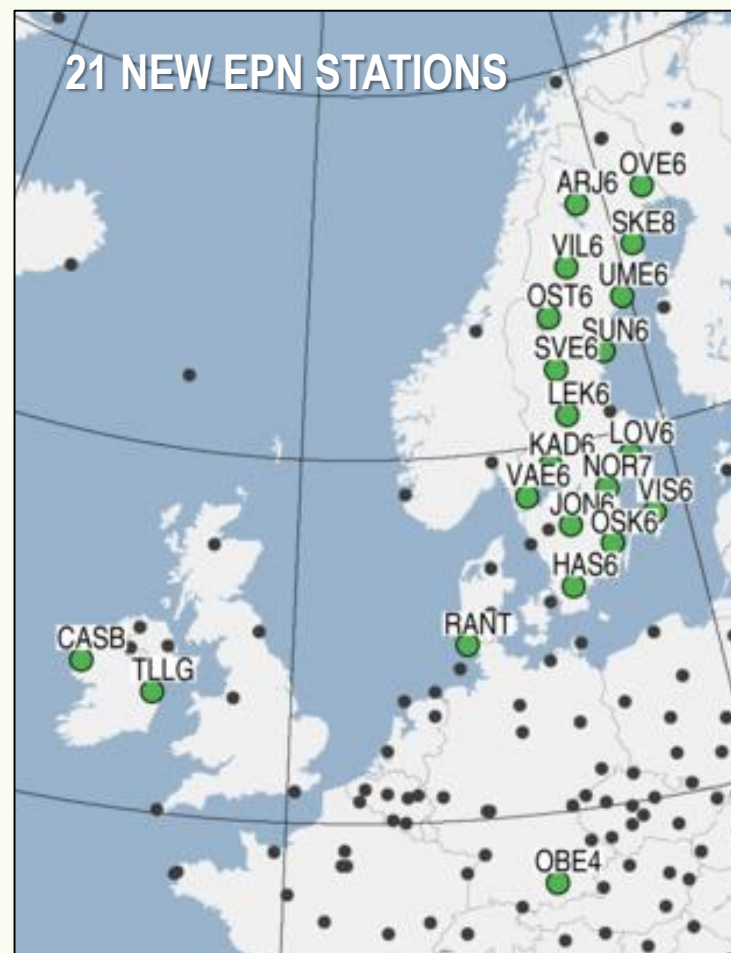 21 NEW EPN STATIONS
OVE6
ARJ6
SKE8
VIL6
UME6
OST6
SUN6
SVE6
LEK6
LOV6
KAD6
NOR7
VAE6
VIS6
JON6
OSK6
HAS6
RANT
CASB
TLLG
OBE4